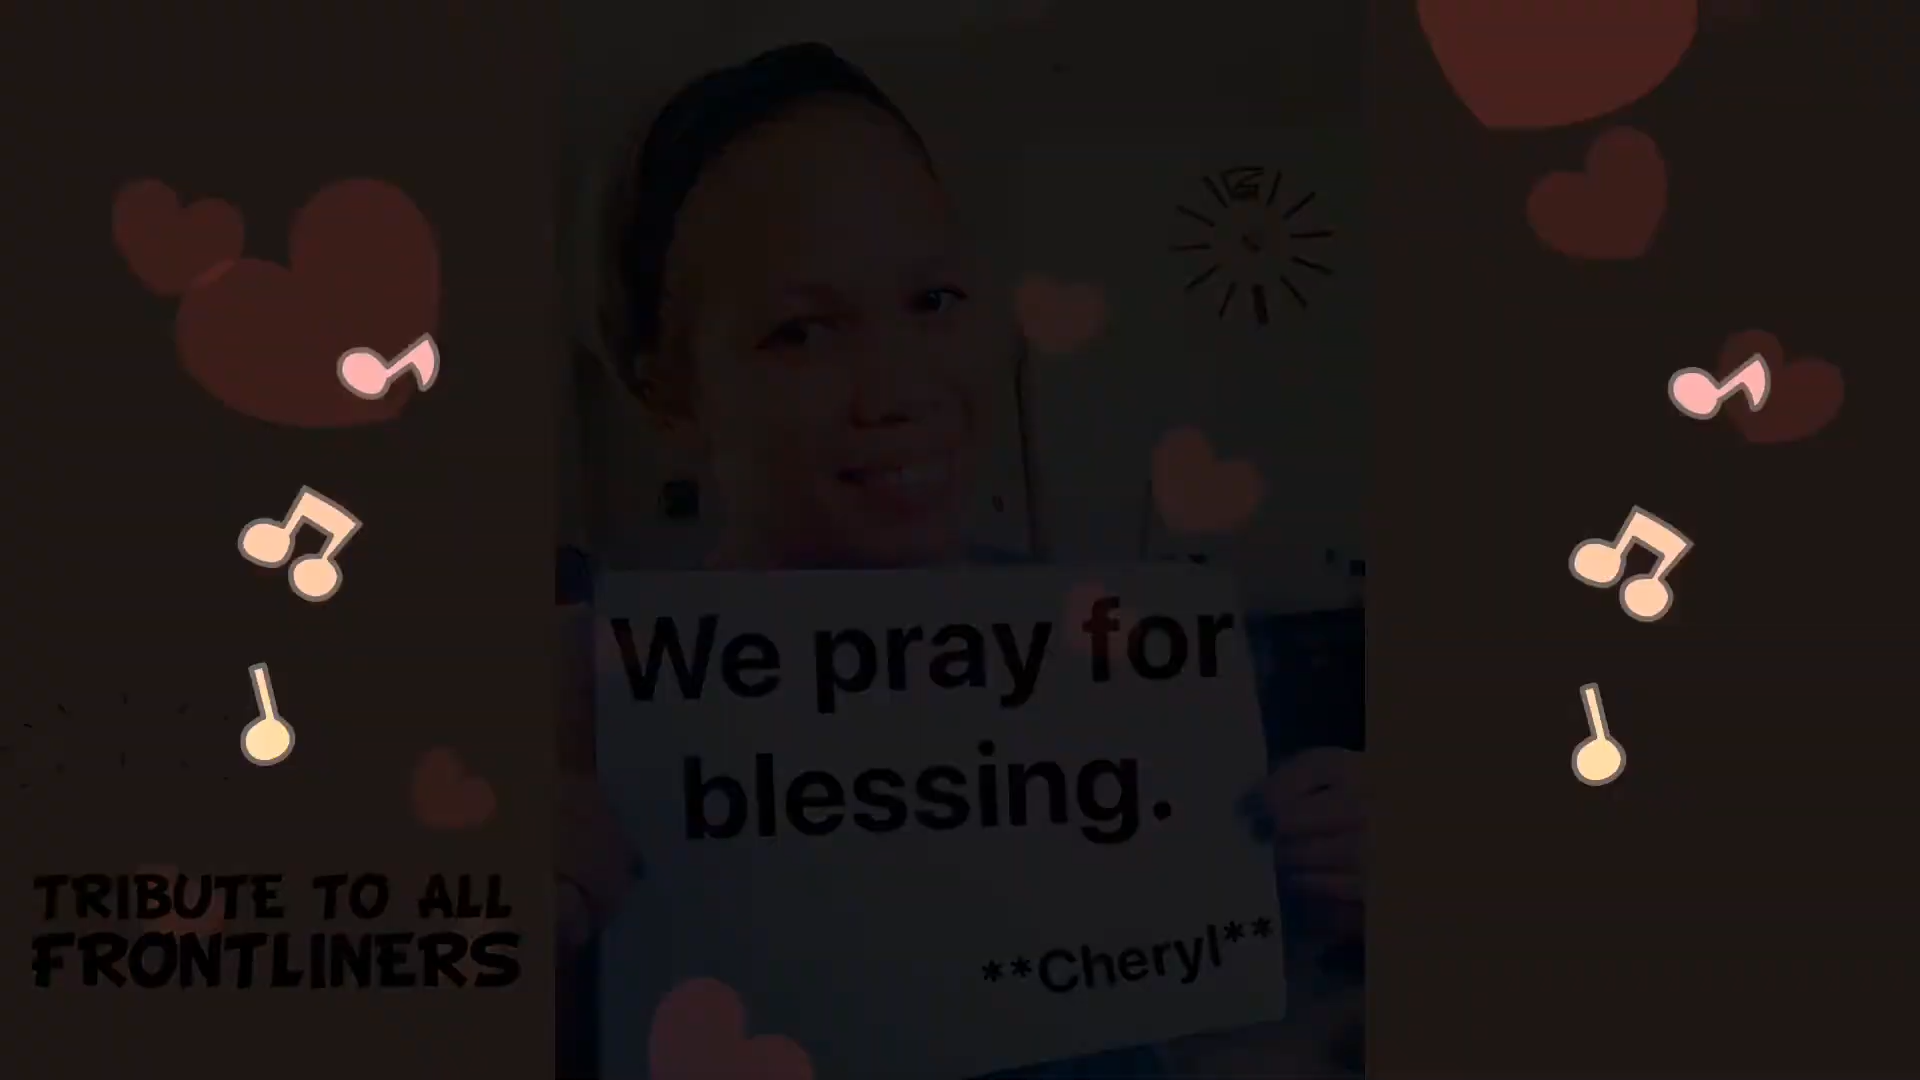 We pray for
blessing.
**Cheryl**
TRIBUTE TO ALL
FRONTLINERS